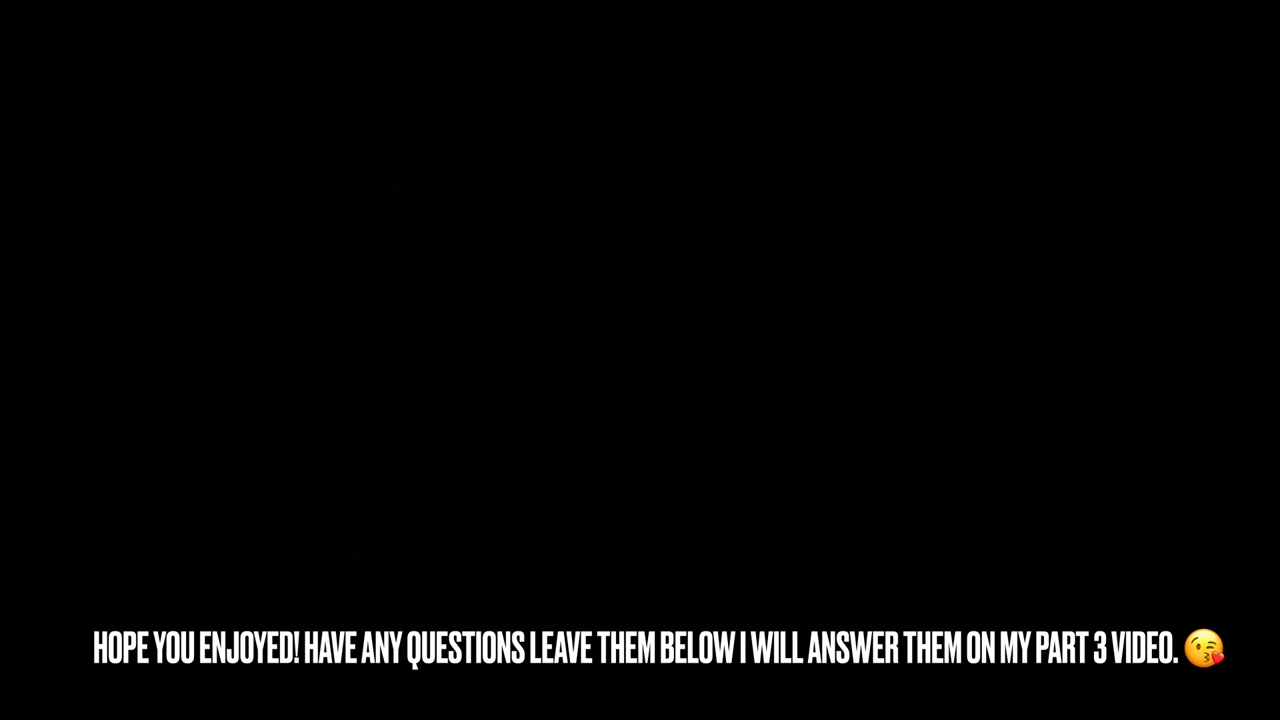 HOPE YOU ENJOYED! HAVE ANY QUESTIONS LEAVE THEM BELOW I WILL ANSWER THEM ON MY PART 3 VIDEO. 😘